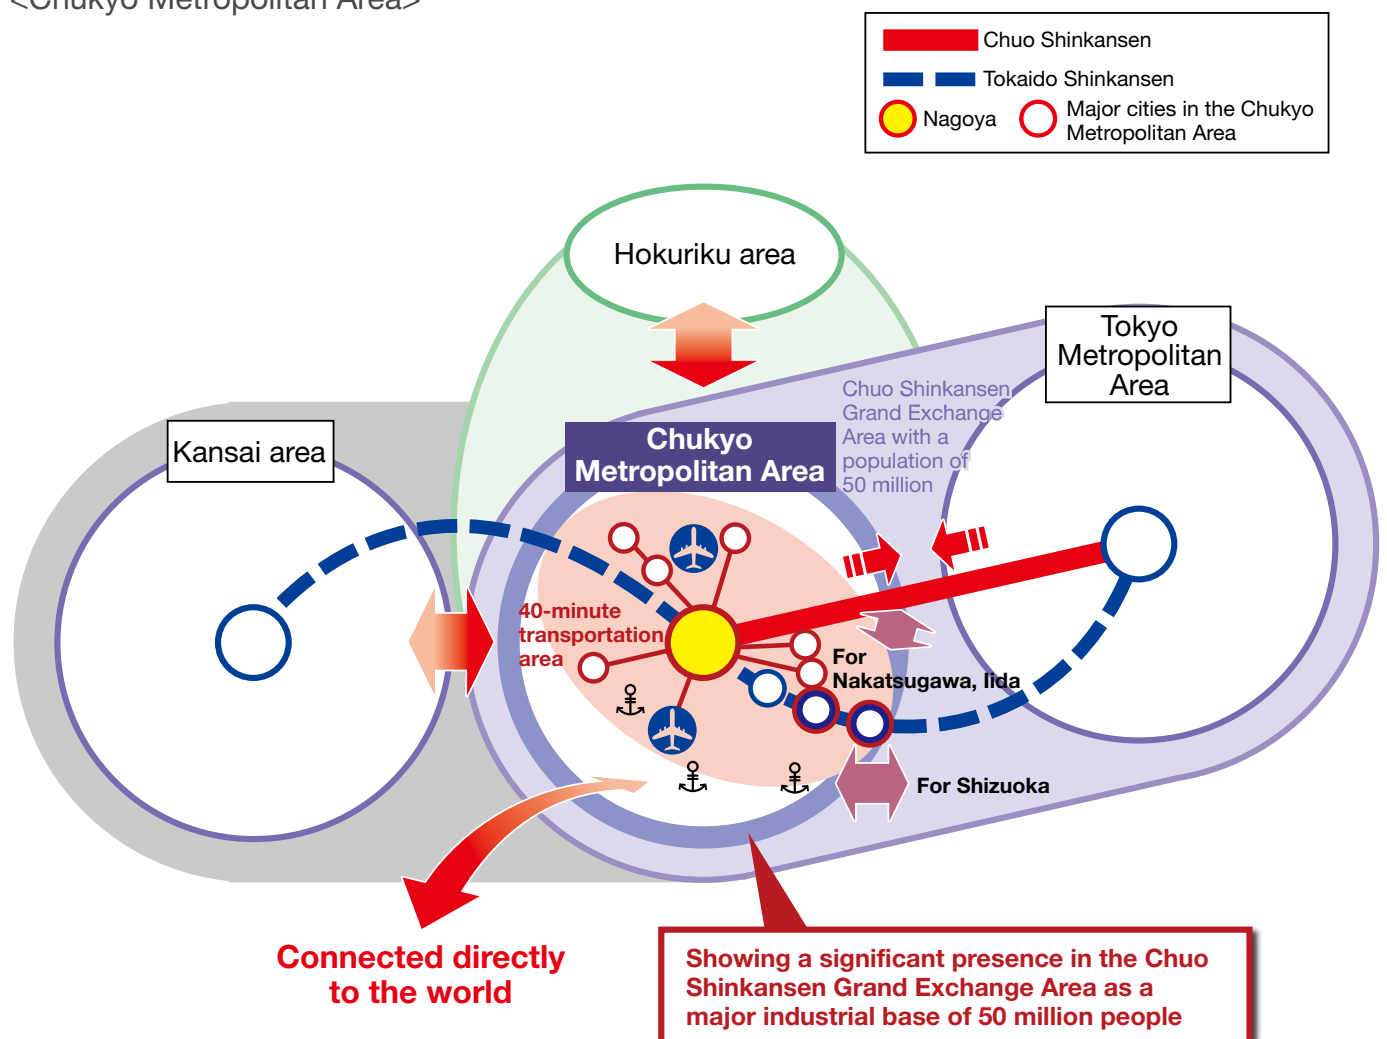 <Chukyo Metropolitan Area>
Chuo Shinkansen
Tokaido Shinkansen
Nagoya
Major cities in the Chukyo
Metropolitan Area
Hokuriku area
Tokyo
Metropolitan
Area
Chuo Shinkansen
Grand Exchange
Area with a
population of
50 million
Kansai area
Chukyo
Metropolitan Area
40-minute
transportation
area
For
Nakatsugawa, Iida
For Shizuoka
Connected directly
to the world
Showing a significant presence in the Chuo
Shinkansen Grand Exchange Area as a
major industrial base of 50 million people